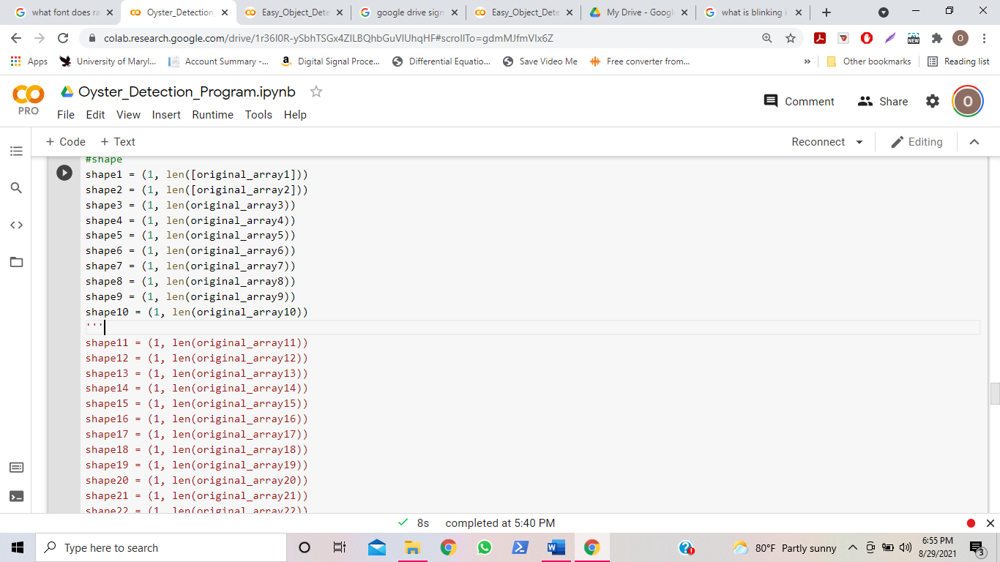 what font does ra
Oyster_Detection
Easy_Object_Dete
google drive sign
Easy_Object_Dete
My Drive - Googl
what is blinking i
colab.research.google.com/drive/1r36I0R-ySbhTSGx4ZILBQhbGuVIUhqHF#scrollTo=gdmMJfmVIx6Z
NEW
O
Apps
University of Maryl...
Account Summary -...
Digital Signal Proce...
Differential Equatio...
Save Video Me
Free converter from...
»
Other bookmarks
Reading list
PRO
Oyster_Detection_Program.ipynb
Comment
Share
O
File Edit View Insert Runtime Tools Help
+ Code + Text
Reconnect
Editing
#shape
shape1 = (1, len([original_array1]))
shape2 = (1, len([original_array2]))
shape3 = (1, len(original_array3))
shape4 = (1, len(original_array4))
shape5 = (1, len(original_array5))
shape6 = (1, len(original_array6))
shape7 = (1, len(original_array7))
shape8 = (1, len(original_array8))
shape9 = (1, len(original_array9))
shape10 = (1, len(original_array10))
'''
shape11 = (1, len(original_array11))
shape12 = (1, len(original_array12))
shape13 = (1, len(original_array13))
shape14 = (1, len(original_array14))
shape15 = (1, len(original_array15))
shape16 = (1, len(original_array16))
shape17 = (1, len(original_array17))
shape18 = (1, len(original_array18))
shape19 = (1, len(original_array19))
shape20 = (1, len(original_array20))
shape21 = (1, len(original_array21))
shape22 = (1, len(original_array22))
8s completed at 5:40 PM
Type here to search
80°F Partly sunny
6:55 PM
8/29/2021
3